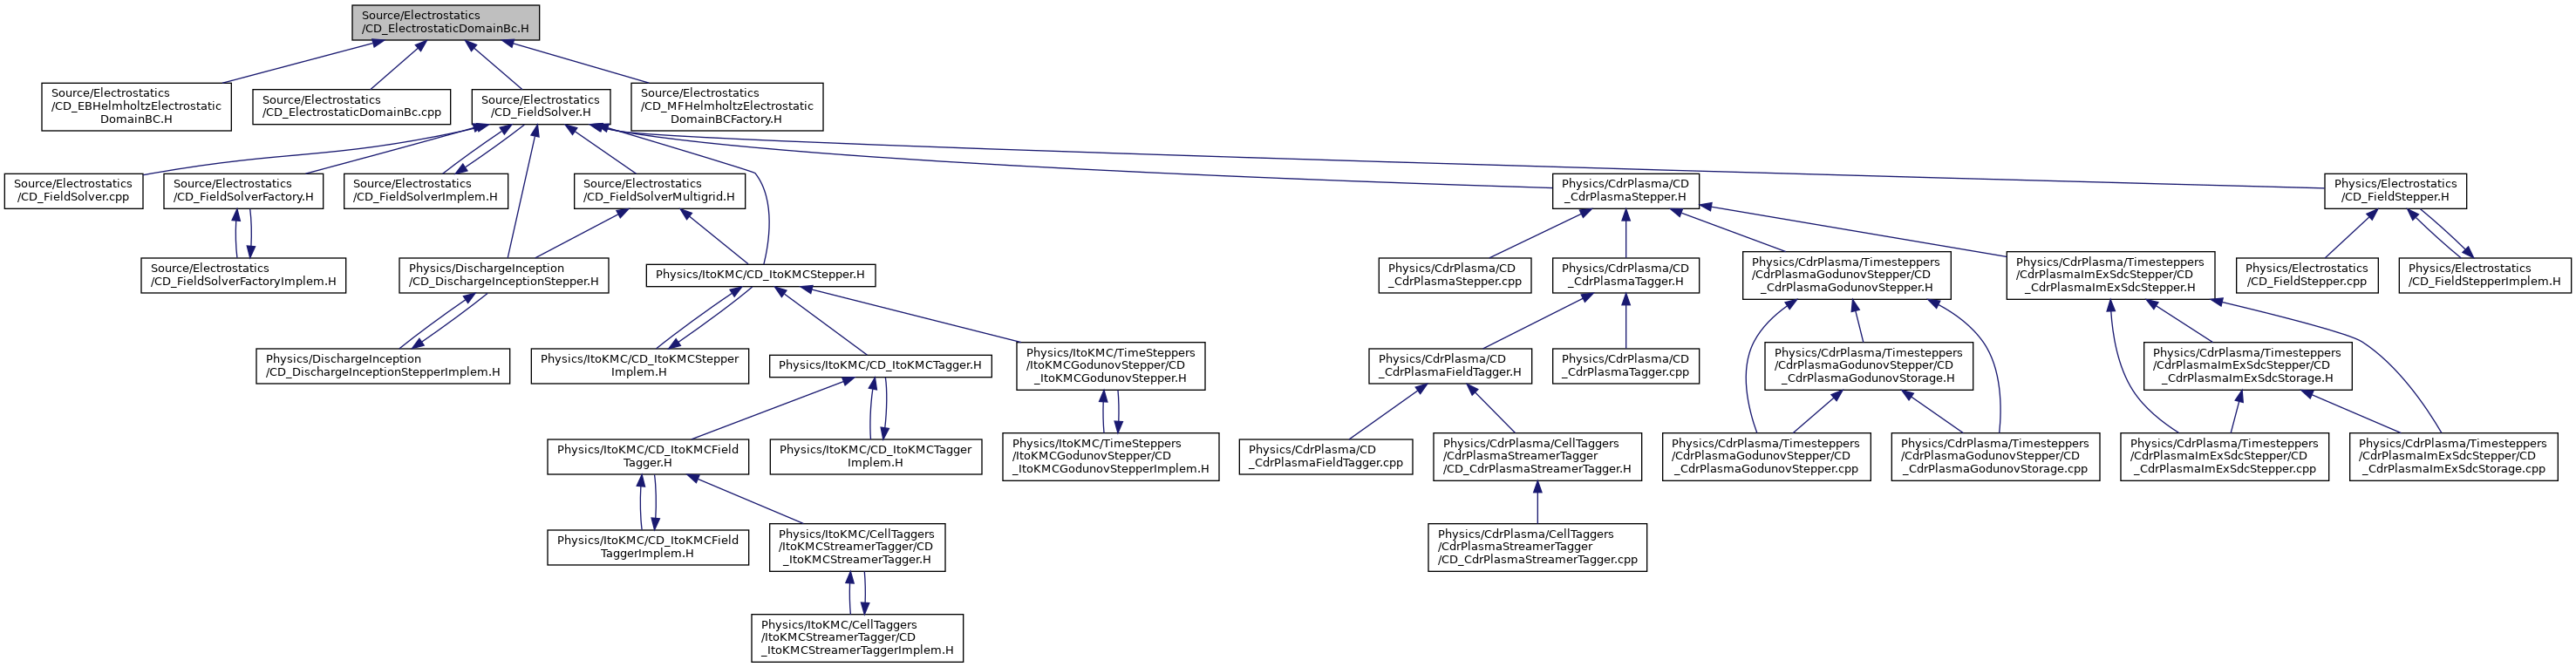 Source/Electrostatics
/CD_ElectrostaticDomainBc.H
Source/Electrostatics
/CD_EBHelmholtzElectrostatic
DomainBC.H
Source/Electrostatics
/CD_ElectrostaticDomainBc.cpp
Source/Electrostatics
/CD_FieldSolver.H
Source/Electrostatics
/CD_MFHelmholtzElectrostatic
DomainBCFactory.H
Source/Electrostatics
/CD_FieldSolver.cpp
Source/Electrostatics
/CD_FieldSolverFactory.H
Source/Electrostatics
/CD_FieldSolverImplem.H
Source/Electrostatics
/CD_FieldSolverMultigrid.H
Physics/CdrPlasma/CD
_CdrPlasmaStepper.H
Physics/Electrostatics
/CD_FieldStepper.H
Source/Electrostatics
/CD_FieldSolverFactoryImplem.H
Physics/DischargeInception
/CD_DischargeInceptionStepper.H
Physics/ItoKMC/CD_ItoKMCStepper.H
Physics/CdrPlasma/CD
_CdrPlasmaStepper.cpp
Physics/CdrPlasma/CD
_CdrPlasmaTagger.H
Physics/CdrPlasma/Timesteppers
/CdrPlasmaGodunovStepper/CD
_CdrPlasmaGodunovStepper.H
Physics/CdrPlasma/Timesteppers
/CdrPlasmaImExSdcStepper/CD
_CdrPlasmaImExSdcStepper.H
Physics/Electrostatics
/CD_FieldStepper.cpp
Physics/Electrostatics
/CD_FieldStepperImplem.H
Physics/DischargeInception
/CD_DischargeInceptionStepperImplem.H
Physics/ItoKMC/CD_ItoKMCStepper
Implem.H
Physics/ItoKMC/CD_ItoKMCTagger.H
Physics/ItoKMC/TimeSteppers
/ItoKMCGodunovStepper/CD
_ItoKMCGodunovStepper.H
Physics/CdrPlasma/CD
_CdrPlasmaFieldTagger.H
Physics/CdrPlasma/CD
_CdrPlasmaTagger.cpp
Physics/CdrPlasma/Timesteppers
/CdrPlasmaGodunovStepper/CD
_CdrPlasmaGodunovStorage.H
Physics/CdrPlasma/Timesteppers
/CdrPlasmaImExSdcStepper/CD
_CdrPlasmaImExSdcStorage.H
Physics/ItoKMC/CD_ItoKMCField
Tagger.H
Physics/ItoKMC/CD_ItoKMCTagger
Implem.H
Physics/ItoKMC/TimeSteppers
/ItoKMCGodunovStepper/CD
_ItoKMCGodunovStepperImplem.H
Physics/CdrPlasma/CD
_CdrPlasmaFieldTagger.cpp
Physics/CdrPlasma/CellTaggers
/CdrPlasmaStreamerTagger
/CD_CdrPlasmaStreamerTagger.H
Physics/CdrPlasma/Timesteppers
/CdrPlasmaGodunovStepper/CD
_CdrPlasmaGodunovStepper.cpp
Physics/CdrPlasma/Timesteppers
/CdrPlasmaGodunovStepper/CD
_CdrPlasmaGodunovStorage.cpp
Physics/CdrPlasma/Timesteppers
/CdrPlasmaImExSdcStepper/CD
_CdrPlasmaImExSdcStepper.cpp
Physics/CdrPlasma/Timesteppers
/CdrPlasmaImExSdcStepper/CD
_CdrPlasmaImExSdcStorage.cpp
Physics/ItoKMC/CD_ItoKMCField
TaggerImplem.H
Physics/ItoKMC/CellTaggers
/ItoKMCStreamerTagger/CD
_ItoKMCStreamerTagger.H
Physics/CdrPlasma/CellTaggers
/CdrPlasmaStreamerTagger
/CD_CdrPlasmaStreamerTagger.cpp
Physics/ItoKMC/CellTaggers
/ItoKMCStreamerTagger/CD
_ItoKMCStreamerTaggerImplem.H